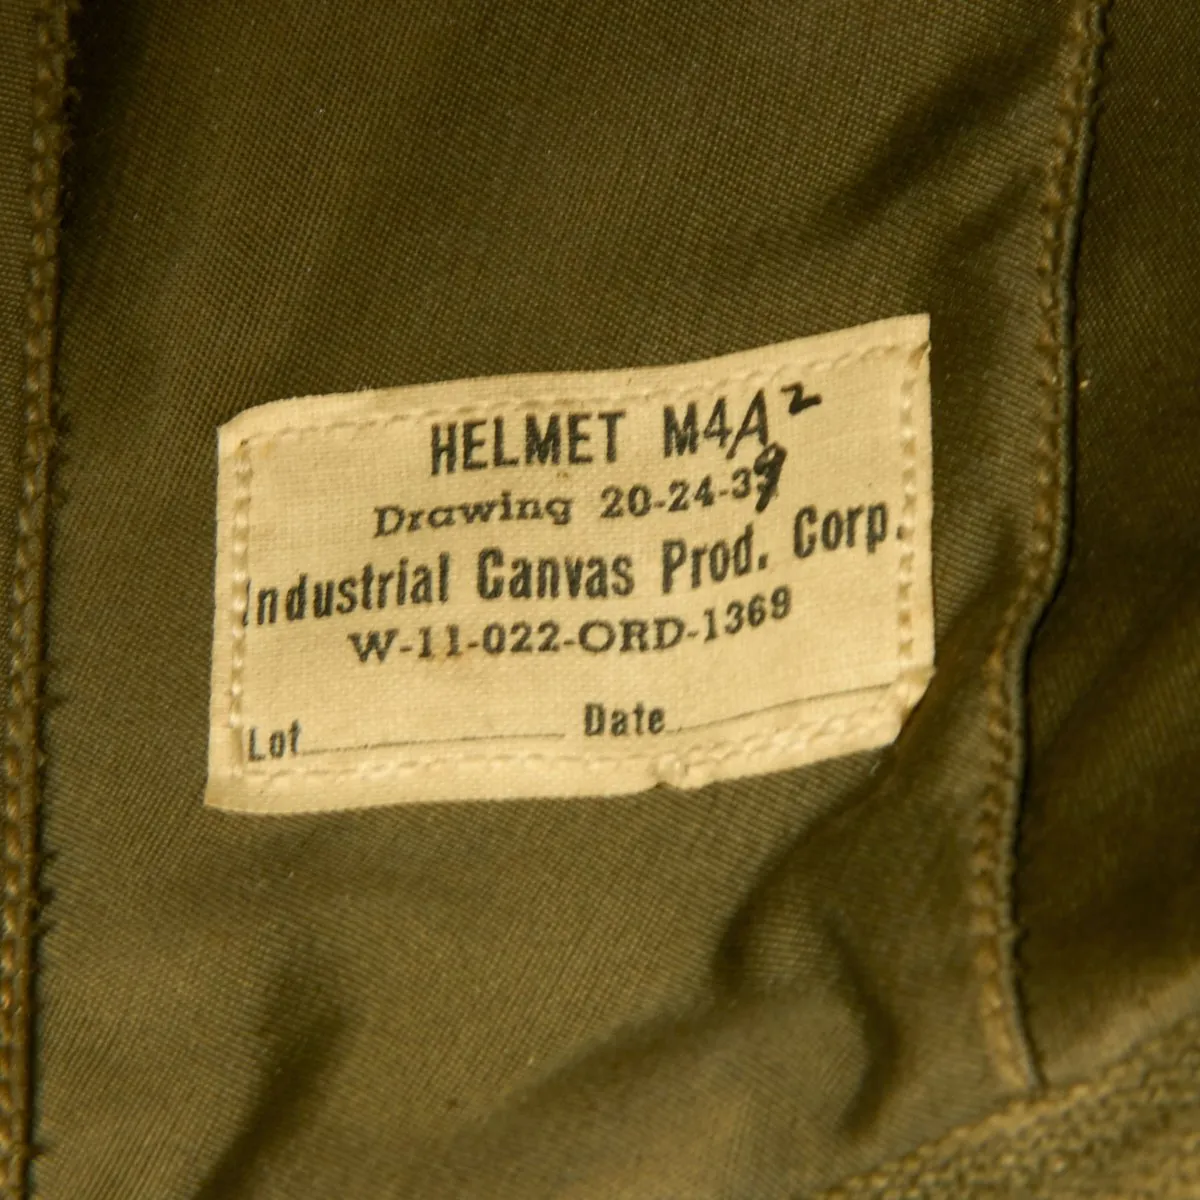 HELMET M4A2
Drawing 20-24-39
Industrial Canvas Prod. Corp.
W-11-022-ORD-1369
Lot Date